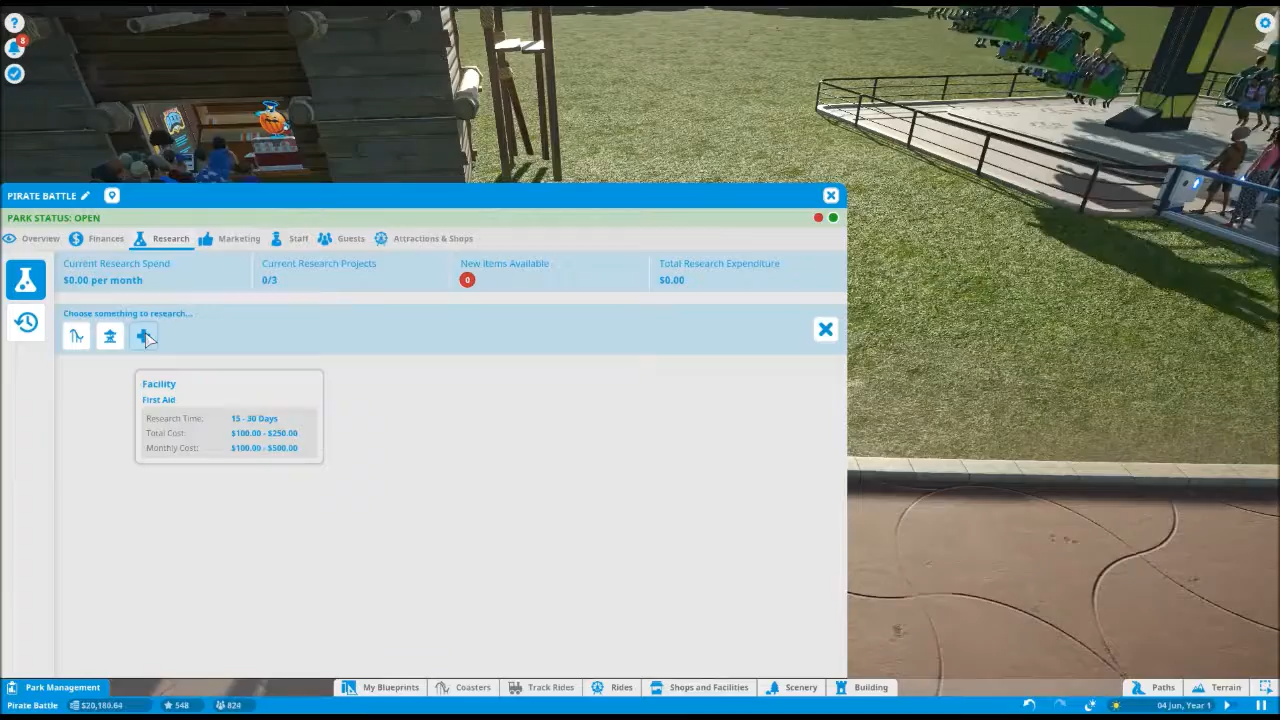 ?
8
PIRATE BATTLE
PARK STATUS: OPEN
Overview Finances Research Marketing Staff Guests Attractions & Shops
Current Research Spend Current Research Projects New Items Available Total Research Expenditure
$0.00 per month 0/3 0 $0.00
Choose something to research...
Facility
First Aid
Research Time: 15 - 30 Days
Total Cost: $100.00 - $250.00
Monthly Cost: $100.00 - $500.00
Park Management My Blueprints Coasters Track Rides Rides Shops and Facilities Scenery Building Paths Terrain
Pirate Battle $20,180.64 548 824 04 Jun, Year 1